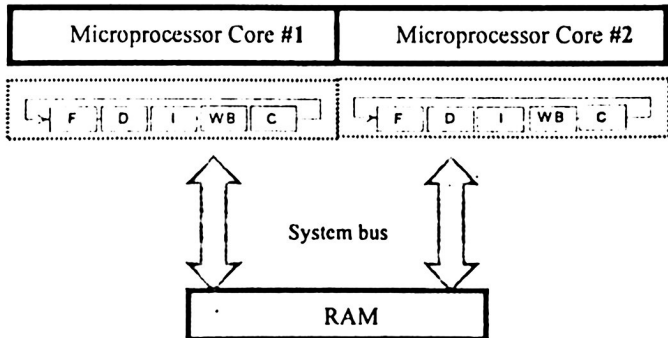 Microprocessor Core #1 Microprocessor Core #2
F D I WB C F D I WB C
System bus
RAM